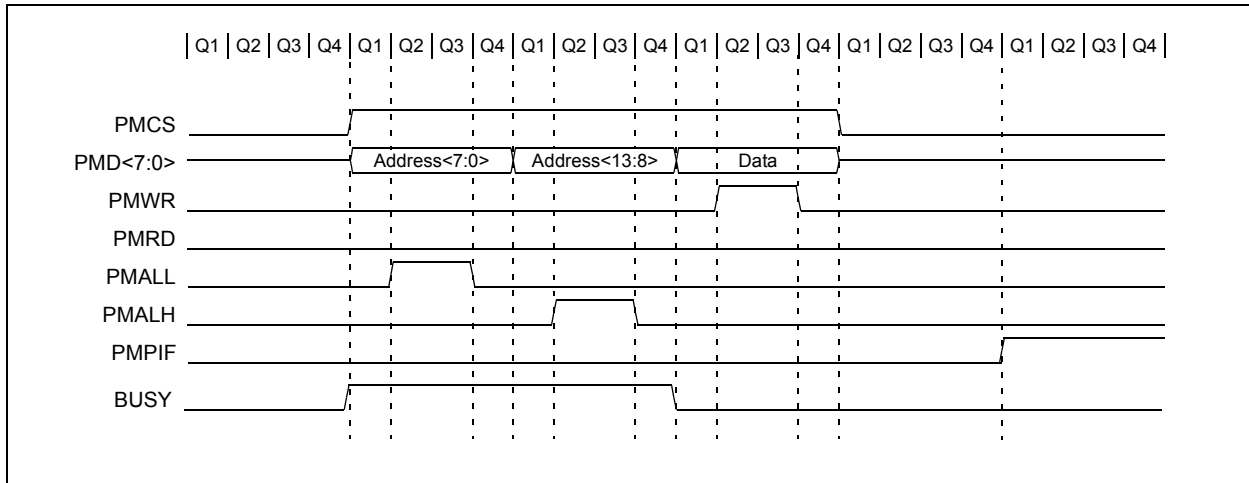 Q1 Q2 Q3 Q4 Q1 Q2 Q3 Q4 Q1 Q2 Q3 Q4 Q1 Q2 Q3 Q4 Q1 Q2 Q3 Q4 Q1 Q2 Q3 Q4
PMCS
PMD<7:0> Address<7:0> Address<13:8> Data
PMWR
PMRD
PMALL
PMALH
PMPIF
BUSY